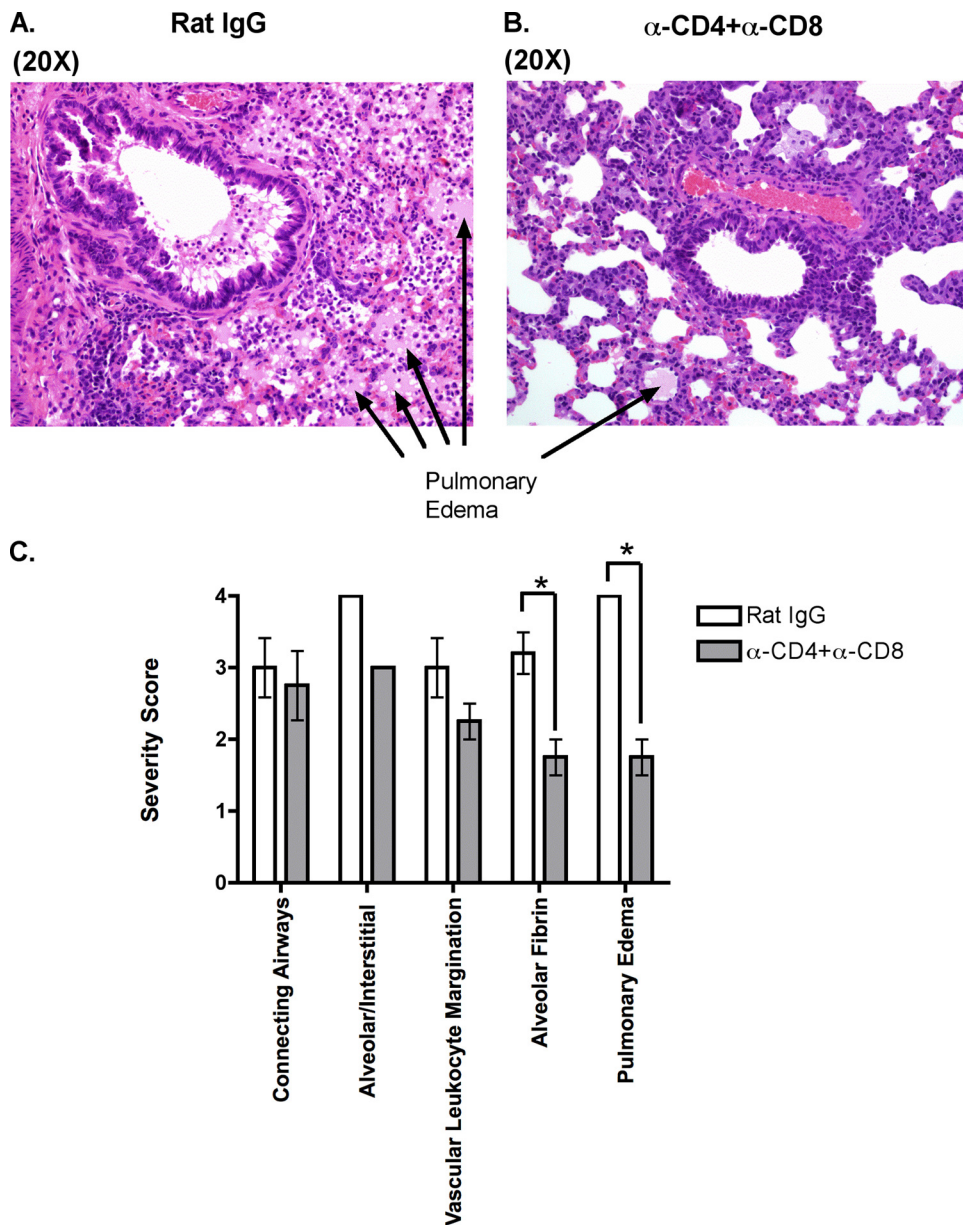 A.
Rat IgG
(20X)
B.
α-CD4+α-CD8
(20X)
Pulmonary
Edema
C.
4
3
2
1
0
Severity Score
*
*
Rat IgG
α-CD4+α-CD8
Connecting Airways
Alveolar/Interstitial
Vascular Leukocyte Margination
Alveolar Fibrin
Pulmonary Edema